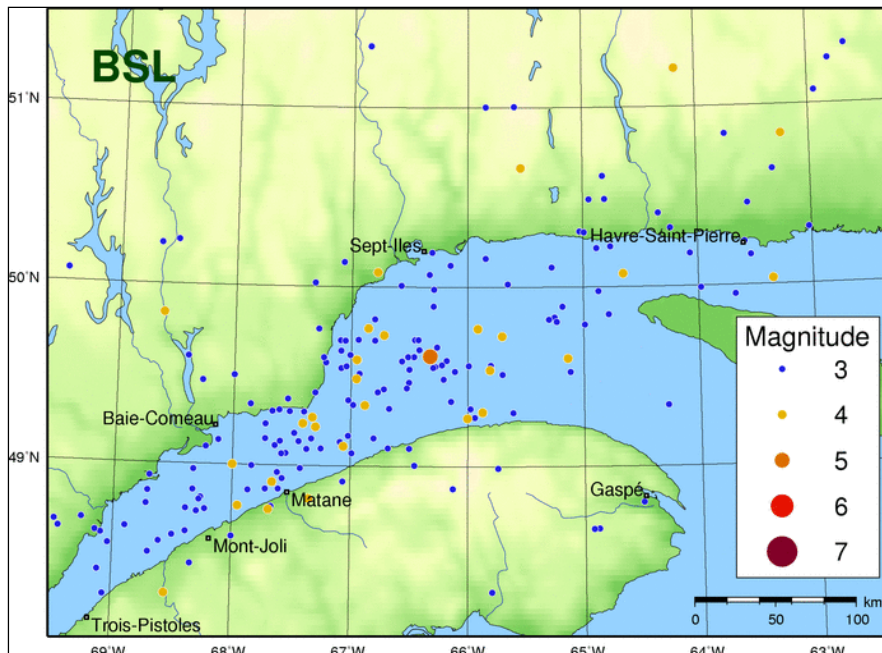 BSL
51°N
Sept-Iles
Havre-Saint-Pierre
50°N
Magnitude
3
4
5
6
7
Baie-Comeau
49°N
Matane
Gaspé
Mont-Joli
Trois-Pistoles
km
0 50 100
69°W 68°W 67°W 66°W 65°W 64°W 63°W